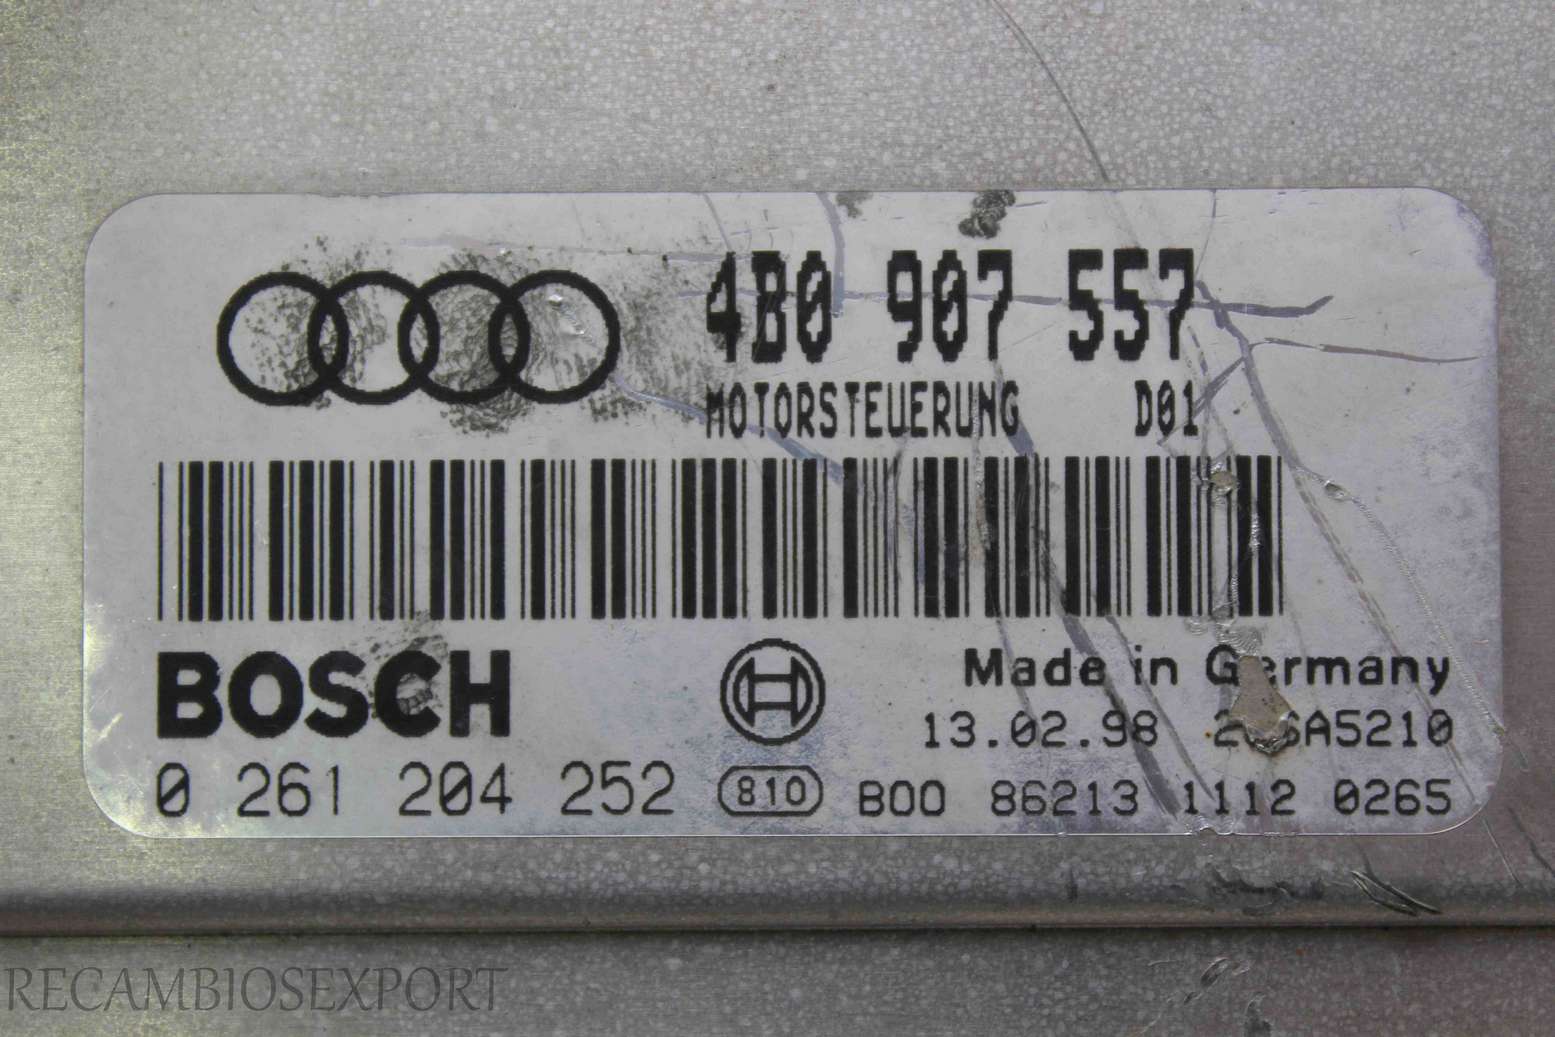 4B0 907 557
MOTORSTEUERUNG D01
BOSCH
Made in Germany
13.02.98
0 261 204 252 810 B00 86213 1112 0265
RECAMBIOSEXPORT